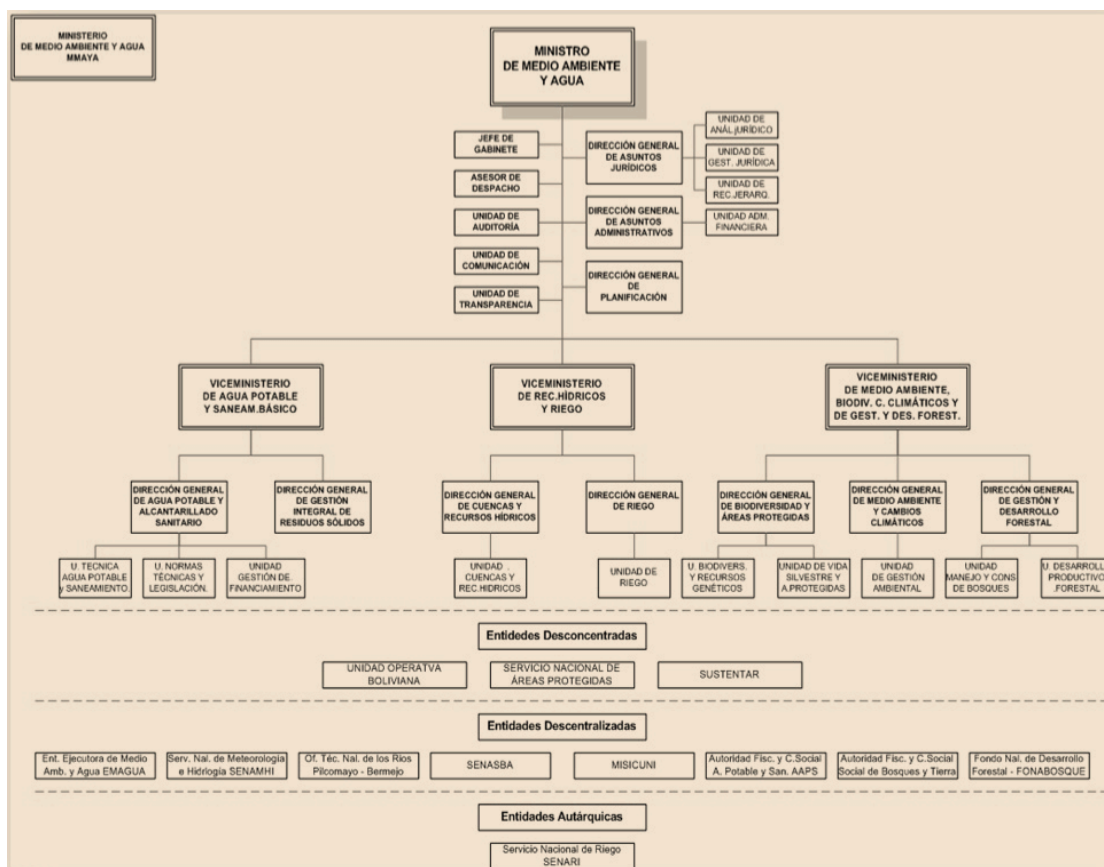 MINISTERIO
DE MEDIO AMBIENTE Y AGUA
MMAYA
MINISTRO
DE MEDIO AMBIENTE
Y AGUA
JEFE DE
GABINETE
ASESOR DE
DESPACHO
UNIDAD DE
AUDITORÍA
UNIDAD DE
COMUNICACIÓN
UNIDAD DE
TRANSPARENCIA
DIRECCIÓN GENERAL
DE ASUNTOS
JURÍDICOS
UNIDAD DE
ANÁL.jURÍDICO
UNIDAD DE
GEST. JURÍDICA
UNIDAD DE
REC.JERARQ.
DIRECCIÓN GENERAL
DE ASUNTOS
ADMINISTRATIVOS
UNIDAD ADM.
FINANCIERA
DIRECCIÓN GENERAL
DE
PLANIFICACIÓN
VICEMINISTERIO
DE AGUA POTABLE
Y SANEAM.BÁSICO
VICEMINISTERIO
DE REC.HÍDRICOS
Y RIEGO
VICEMINISTERIO
DE MEDIO AMBIENTE,
BIODIV. C. CLIMÁTICOS Y
DE GEST. Y DES. FOREST.
DIRECCIÓN GENERAL
DE AGUA POTABLE Y
ALCANTARILLADO
SANITARIO
DIRECCIÓN GENERAL
DE GESTIÓN
INTEGRAL DE
RESIDUOS SÓLIDOS
DIRECCIÓN GENERAL
DE CUENCAS
Y RECURSOS HÍDRICOS
DIRECCIÓN GENERAL
DE RIEGO
DIRECCIÓN GENERAL
DE BIODIVERSIDAD Y
ÁREAS PROTEGIDAS
DIRECCIÓN GENERAL
DE MEDIO AMBIENTE
Y CAMBIOS
CLIMÁTICOS
DIRECCIÓN GENERAL
DE GESTIÓN Y
DESARROLLO
FORESTAL
U. TECNICA
AGUA POTABLE
y SANEAMIENTO.
U. NORMAS
TÉCNICAS Y
LEGISLACIÓN.
UNIDAD
GESTIÓN DE
FINANCIAMIENTO
UNIDAD .
CUENCAS Y
REC.HIDRICOS
UNIDAD DE
RIEGO
U. BIODIVERS.
Y RECURSOS
GENÉTICOS
UNIDAD DE VIDA
SILVESTRE Y
A.PROTEGIDAS
UNIDAD
DE GESTIÓN
AMBIENTAL
UNIDAD
MANEJO Y CONS
DE BOSQUES
U. DESARROLL
PRODUCTIVO
.FORESTAL
Entidedes Desconcentradas
UNIDAD OPERATVA
BOLIVIANA
SERVICIO NACIONAL DE
ÁREAS PROTEGIDAS
SUSTENTAR
Entidades Descentralizadas
Ent. Ejecutora de Medio
Amb. y Agua EMAGUA
Serv. Nal. de Meteorología
e Hidrlogía SENAMHI
Of. Téc. Nal. de los Rios
Pilcomayo - Bermejo
SENASBA
MISICUNI
Autoridad Fisc. y C.Social
A. Potable y San. AAPS
Autoridad Fisc. y C.Social
Social de Bosques y Tierra
Fondo Nal. de Desarrollo
Forestal - FONABOSQUE
Entidades Autárquicas
Servicio Nacional de Riego
SENARI